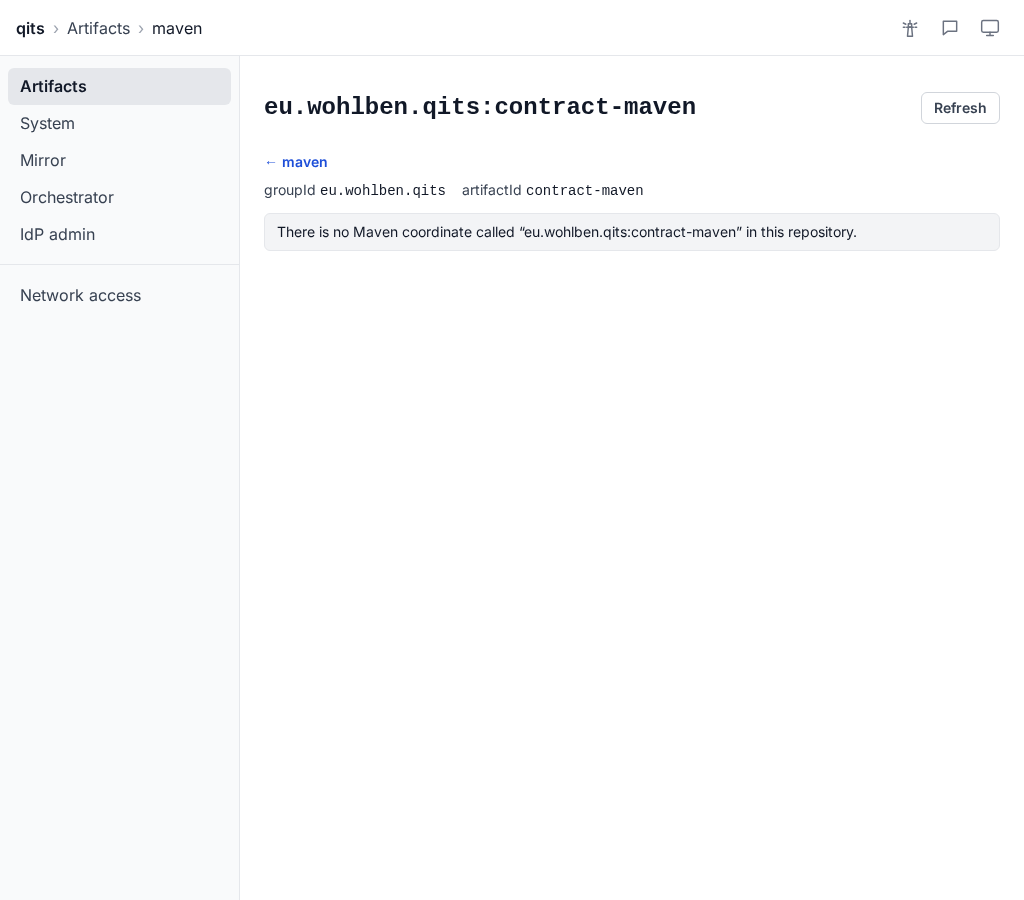 qits › Artifacts › maven
Artifacts
System
Mirror
Orchestrator
IdP admin
Network access
eu.wohlben.qits:contract-maven
Refresh
← maven
groupId eu.wohlben.qits artifactId contract-maven
There is no Maven coordinate called “eu.wohlben.qits:contract-maven” in this repository.